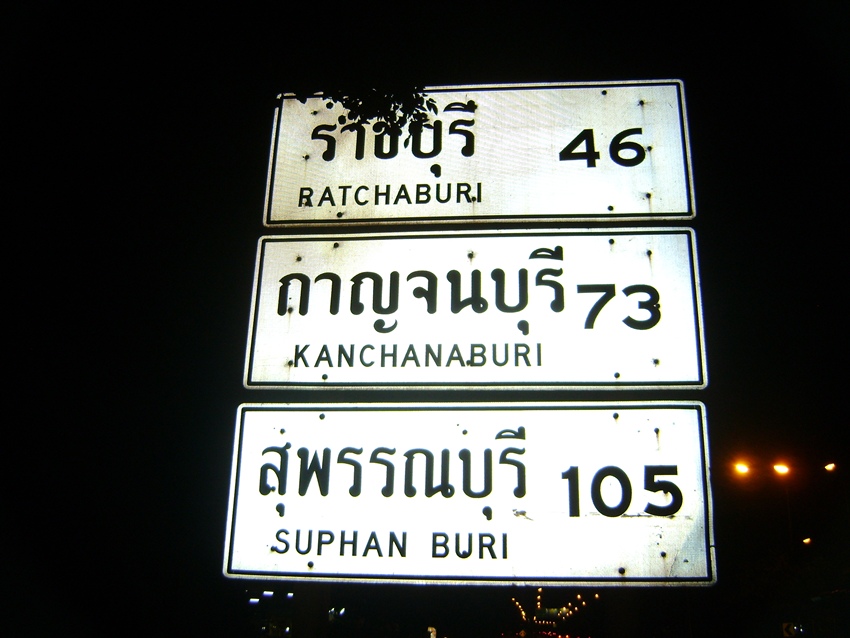 ราชบุรี 46
RATCHABURI
กาญจนบุรี 73
KANCHANABURI
สุพรรณบุรี 105
SUPHAN BURI